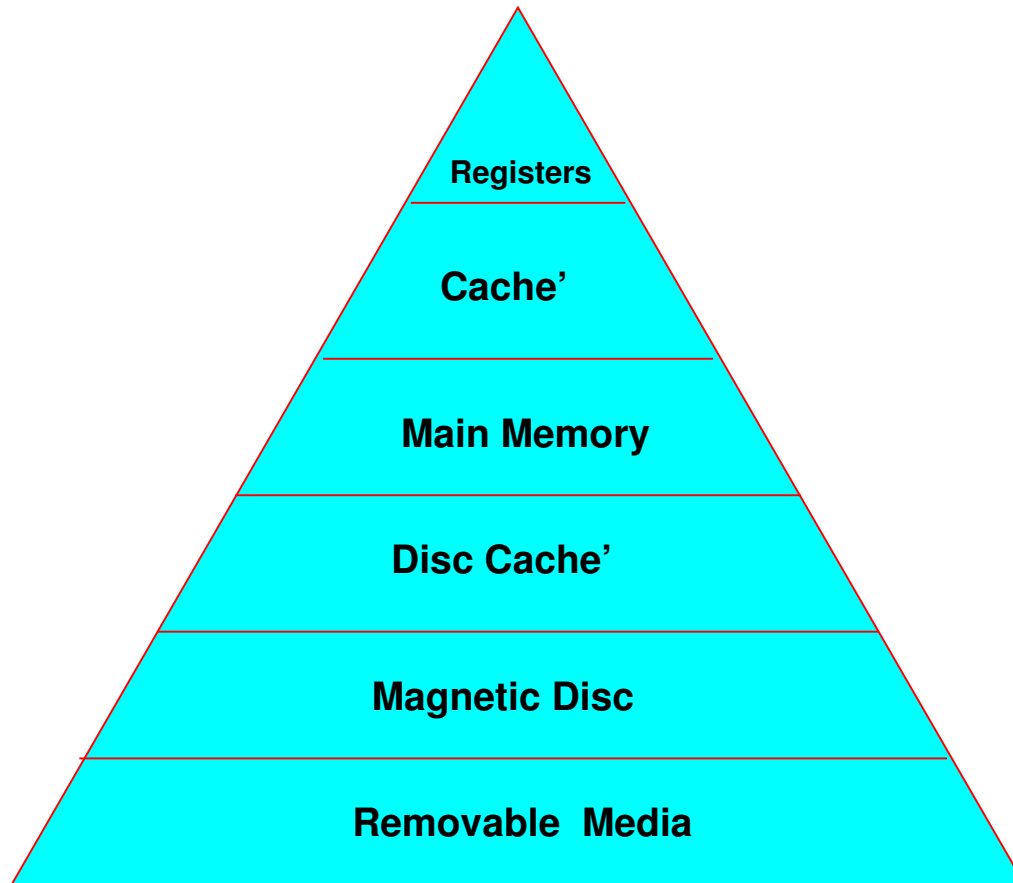 Registers
Cache’
Main Memory
Disc Cache’
Magnetic Disc
Removable Media